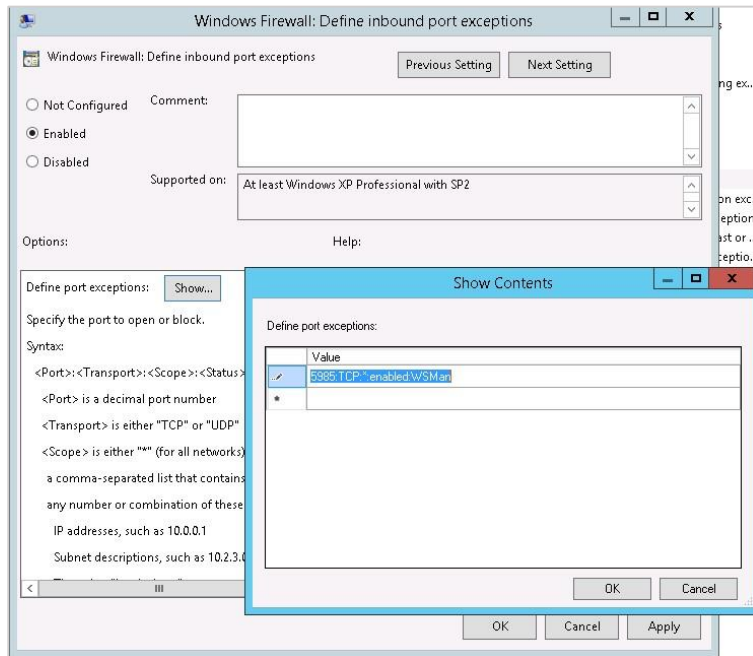 Windows Firewall: Define inbound port exceptions
Windows Firewall: Define inbound port exceptions
Previous Setting
Next Setting
Not Configured
Comment:
Enabled
Disabled
Supported on:
At least Windows XP Professional with SP2
Options:
Help:
Define port exceptions:
Show...
Specify the port to open or block.
Syntax:
<Port>:<Transport>:<Scope>:<Status>
<Port> is a decimal port number
<Transport> is either "TCP" or "UDP"
<Scope> is either "*" (for all networks)
a comma-separated list that contains
any number or combination of these
IP addresses, such as 10.0.0.1
Subnet descriptions, such as 10.2.3.0
Show Contents
Define port exceptions:
Value
5985:TCP:*:enabled:WSMan
*
OK
Cancel
OK
Cancel
Apply